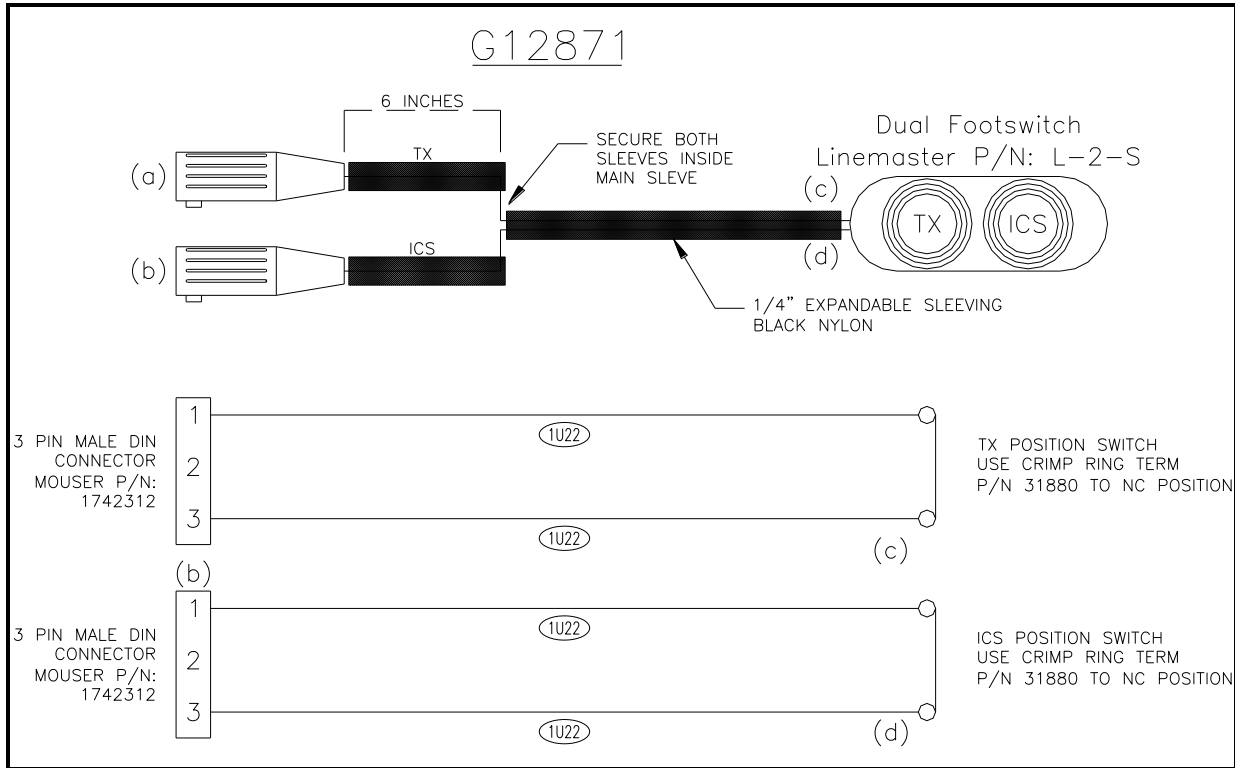 G12871
6 INCHES
TX
SECURE BOTH
SLEEVES INSIDE
MAIN SLEVE
Dual Footswitch
Linemaster P/N: L-2-S
(a)
(c)
TX
ICS
(b)
ICS
(d)
1/4" EXPANDABLE SLEEVING
BLACK NYLON
3 PIN MALE DIN
CONNECTOR
MOUSER P/N:
1742312
1
2
3
1U22
1U22
(c)
TX POSITION SWITCH
USE CRIMP RING TERM
P/N 31880 TO NC POSITION
(b)
3 PIN MALE DIN
CONNECTOR
MOUSER P/N:
1742312
1
2
3
1U22
1U22
(d)
ICS POSITION SWITCH
USE CRIMP RING TERM
P/N 31880 TO NC POSITION